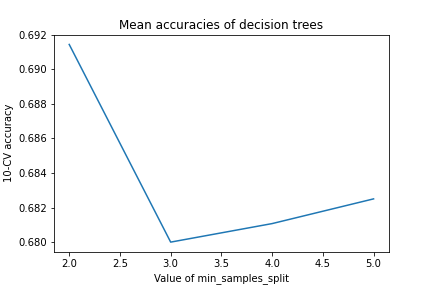 Mean accuracies of decision trees
0.692
0.690
0.688
0.686
0.684
0.682
0.680
10-CV accuracy
2.0 2.5 3.0 3.5 4.0 4.5 5.0
Value of min_samples_split